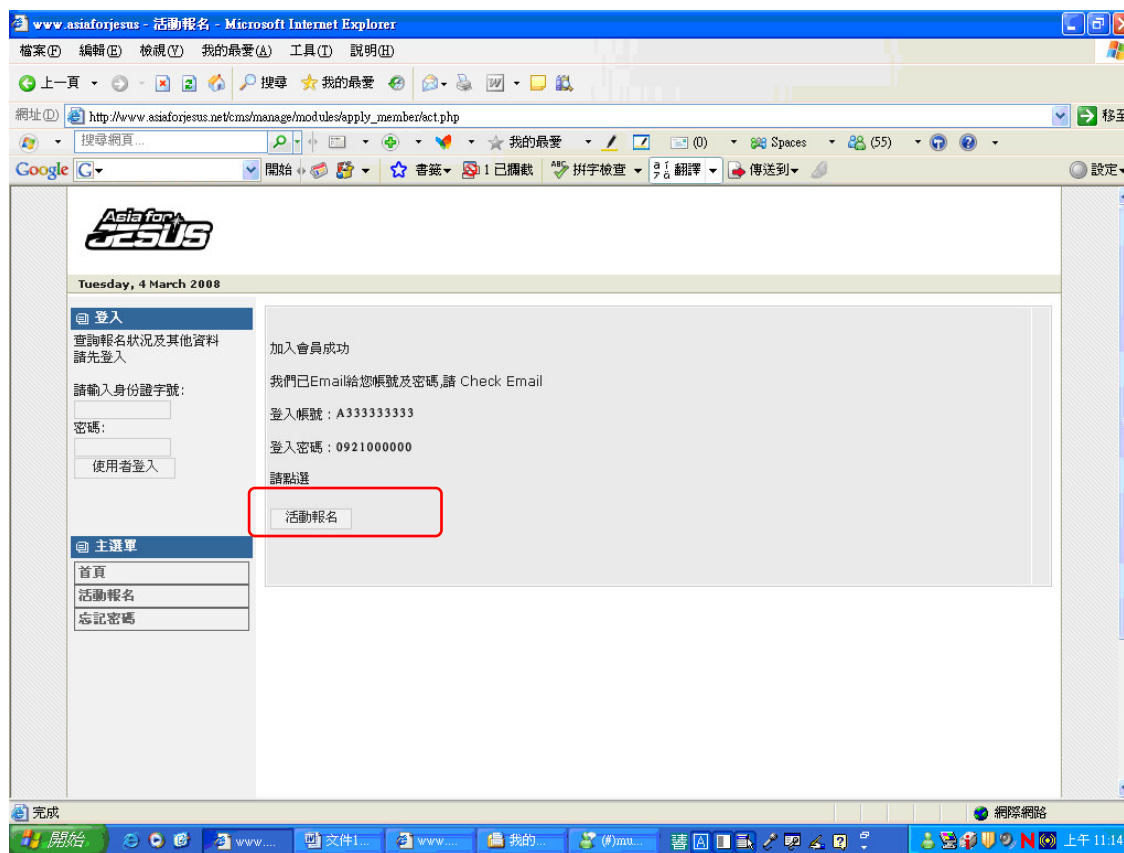 www.asiaforjesus - 活動報名 - Microsoft Internet Explorer
檔案(F) 編輯(E) 檢視(V) 我的最愛(A) 工具(T) 說明(H)
上一頁 搜尋 我的最愛
網址(D) http://www.asiaforjesus.net/cms/manage/modules/apply_member/act.php 移至
搜尋網頁... 我的最愛 (0) Spaces (55)
Google G 開始 書籤 1 已攔截 拼字檢查 翻譯 傳送到 設定
Asia for JESUS
Tuesday, 4 March 2008
登入
查詢報名狀況及其他資料
請先登入
請輸入身份證字號:
密碼:
使用者登入
主選單
首頁
活動報名
忘記密碼
加入會員成功
我們已Email給您帳號及密碼,請 Check Email
登入帳號：A333333333
登入密碼：0921000000
請點選
活動報名
完成 網際網路
開始 www.... 文件1... www.... 我的... (#)mu... 上午 11:14